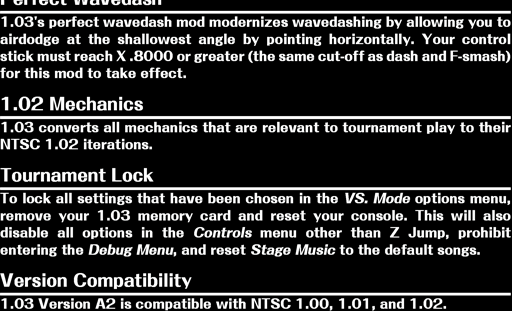 Perfect Wavedash
1.03's perfect wavedash mod modernizes wavedashing by allowing you to
airdodge at the shallowest angle by pointing horizontally. Your control
stick must reach X .8000 or greater (the same cut-off as dash and F-smash)
for this mod to take effect.
1.02 Mechanics
1.03 converts all mechanics that are relevant to tournament play to their
NTSC 1.02 iterations.
Tournament Lock
To lock all settings that have been chosen in the VS. Mode options menu,
remove your 1.03 memory card and reset your console. This will also
disable all options in the Controls menu other than Z Jump, prohibit
entering the Debug Menu, and reset Stage Music to the default songs.
Version Compatibility
1.03 Version A2 is compatible with NTSC 1.00, 1.01, and 1.02.